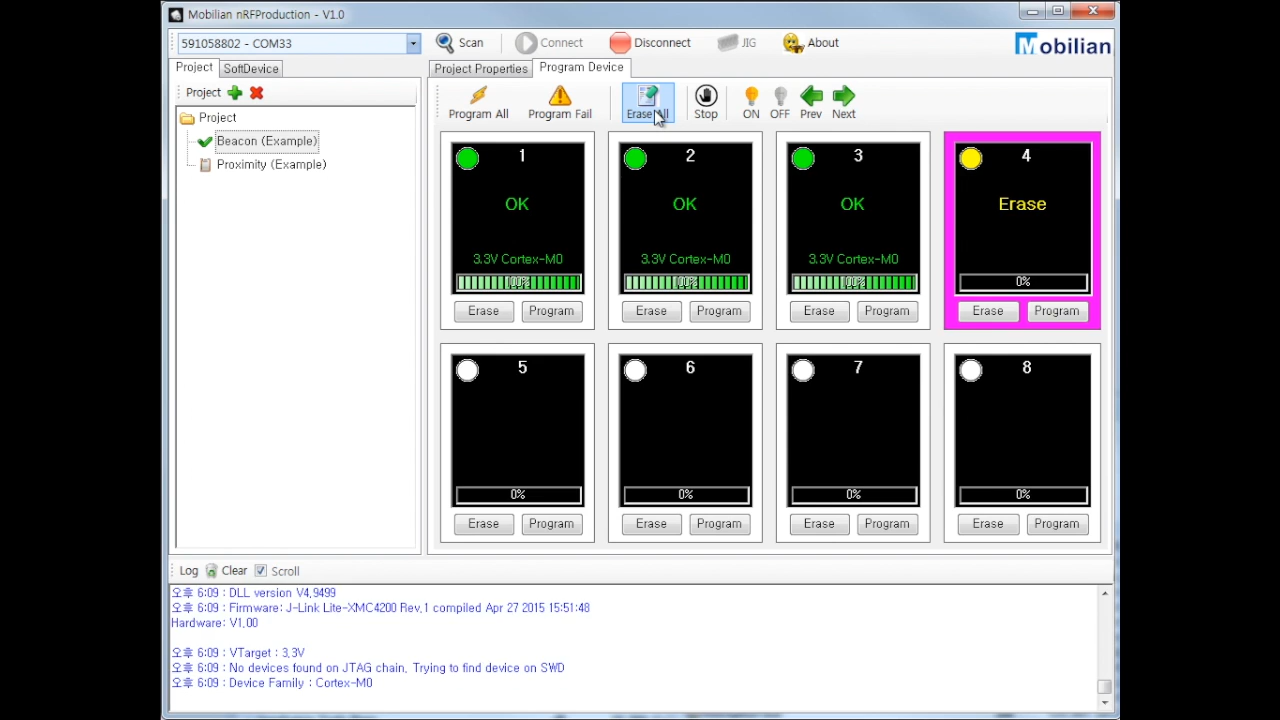 Mobilian nRFProduction - V1.0
591058802 - COM33
Scan
Connect
Disconnect
JIG
About
Mobilian
Project
SoftDevice
Project Properties
Program Device
Project
Program All
Program Fail
Erase All
Stop
ON
OFF
Prev
Next
Project
Beacon (Example)
Proximity (Example)
1
OK
3.3V Cortex-M0
100%
Erase
Program
2
OK
3.3V Cortex-M0
100%
Erase
Program
3
OK
3.3V Cortex-M0
100%
Erase
Program
4
Erase
0%
Erase
Program
5
0%
Erase
Program
6
0%
Erase
Program
7
0%
Erase
Program
8
0%
Erase
Program
Log
Clear
Scroll
오후 6:09 : DLL version V4.9499
오후 6:09 : Firmware: J-Link Lite-XMC4200 Rev.1 compiled Apr 27 2015 15:51:48
Hardware: V1.00
오후 6:09 : VTarget : 3.3V
오후 6:09 : No devices found on JTAG chain. Trying to find device on SWD
오후 6:09 : Device Family : Cortex-M0